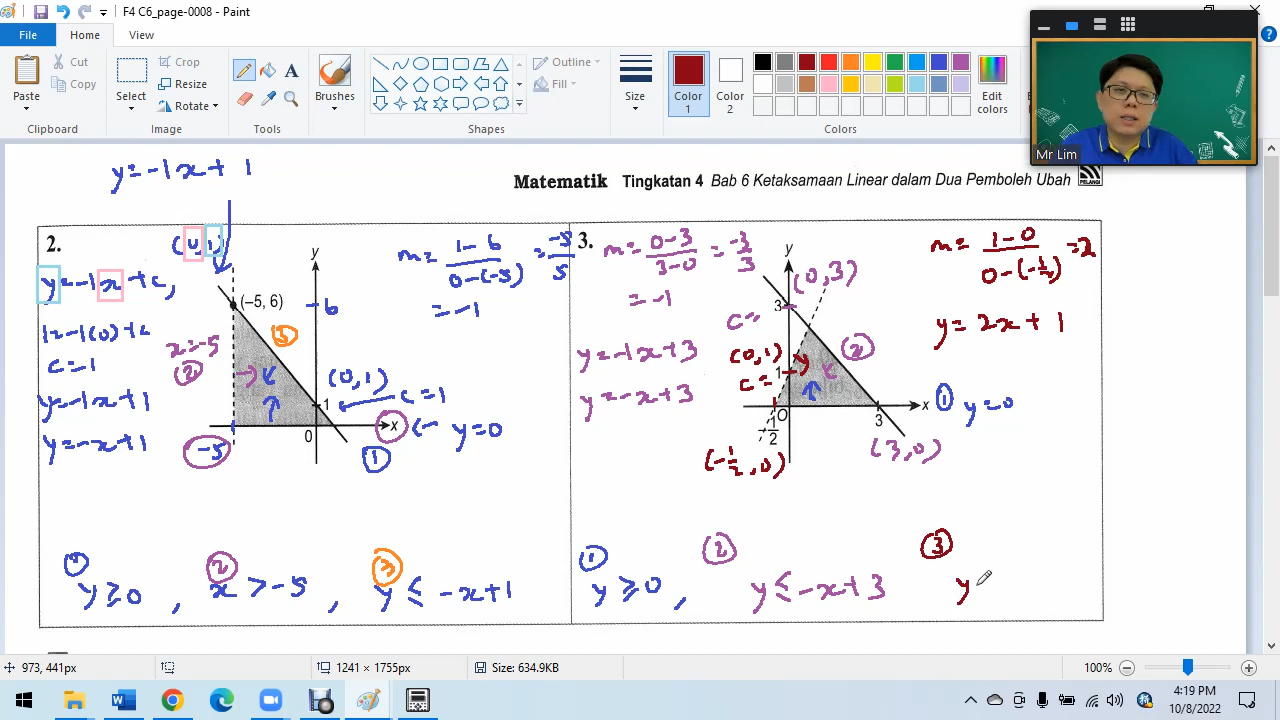 F4 C6_page-0008 - Paint
File Home View
Paste Cut Copy Clipboard
Select Crop Resize Rotate Image
Tools
Brushes
Shapes Outline Fill
Size
Color 1 Color 2 Edit colors Colors
Mr Lim
y=-1x+1
Matematik Tingkatan 4 Bab 6 Ketaksamaan Linear dalam Dua Pemboleh Ubah
PELANGI
2.
y=-1x+c,
1=-1(0)+c
c=1
y=-1x+1
y=-x+1
x=-5
2
(-5, 6)
6
y
3
m= 1-6 / 0-(-5) = -5/5
=-1
(0,1)
c=1
1
0
x
y=0
-5
1
y≥0 , 2 x>-5 , 3 y≤-x+1
3.
m= 0-3 / 3-0 = -3/3
=-1
c=
y=-1x+3
y=-x+3
y
(0,3)
3
(0,1)
c=
1
2
O
-1/2
3
x
(-1/2,0)
(3,0)
m= 1-0 / 0-(-1/2) =2
y=2x+1
1 y=0
1 y≥0 , 2 y≤-x+3 3 y
973, 441px
1241 × 1755px
Size: 634.9KB
100%
4:19 PM
10/8/2022